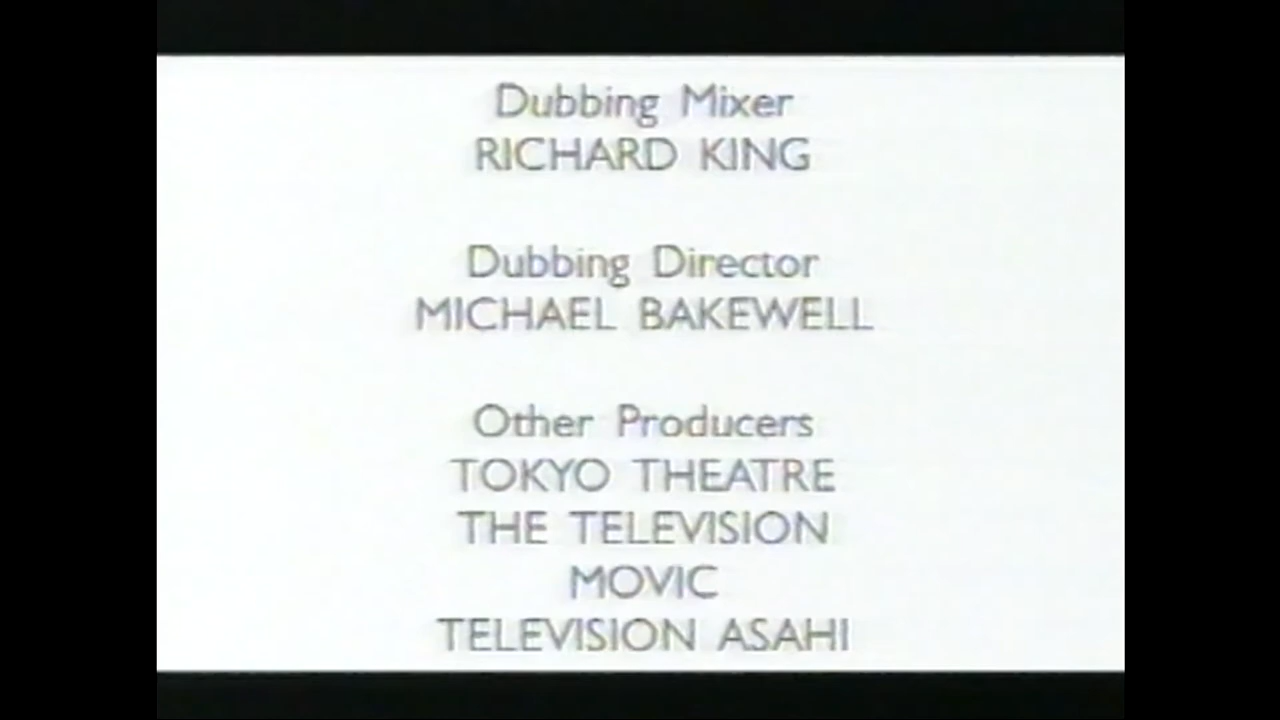 Dubbing Mixer
RICHARD KING
Dubbing Director
MICHAEL BAKEWELL
Other Producers
TOKYO THEATRE
THE TELEVISION
MOVIC
TELEVISION ASAHI